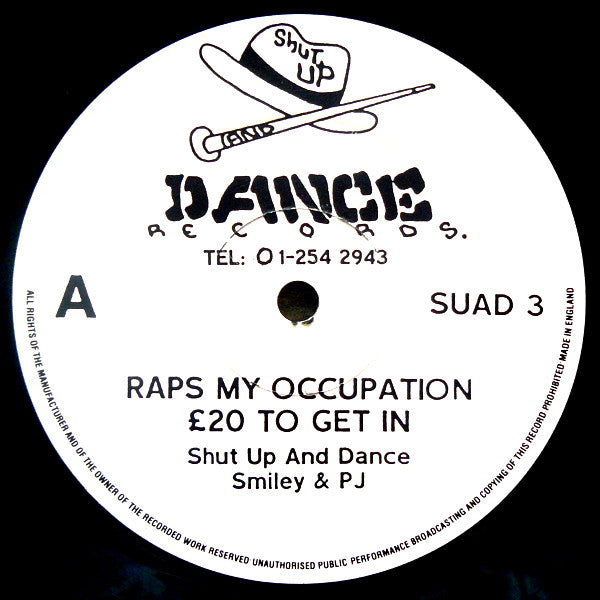 Shut
UP
AND
DANCE
RECORDS.
TEL: 01-254 2943
A
SUAD 3
RAPS MY OCCUPATION
£20 TO GET IN
Shut Up And Dance
Smiley & PJ
ALL RIGHTS OF THE MANUFACTURER AND OF THE OWNER OF THE RECORDED WORK RESERVED UNAUTHORISED PUBLIC PERFORMANCE BROADCASTING AND COPYING OF THIS RECORD PROHIBITED MADE IN ENGLAND